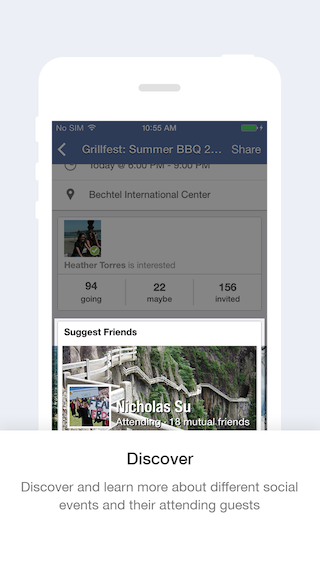 No SIM 10:55 AM
Grillfest: Summer BBQ 2... Share
Today @ 6:00 PM - 9:00 PM
Bechtel International Center
Heather Torres is interested
94 22 156
going maybe invited
Suggest Friends
Nicholas Su
Attending · 18 mutual friends
Discover
Discover and learn more about different social
events and their attending guests